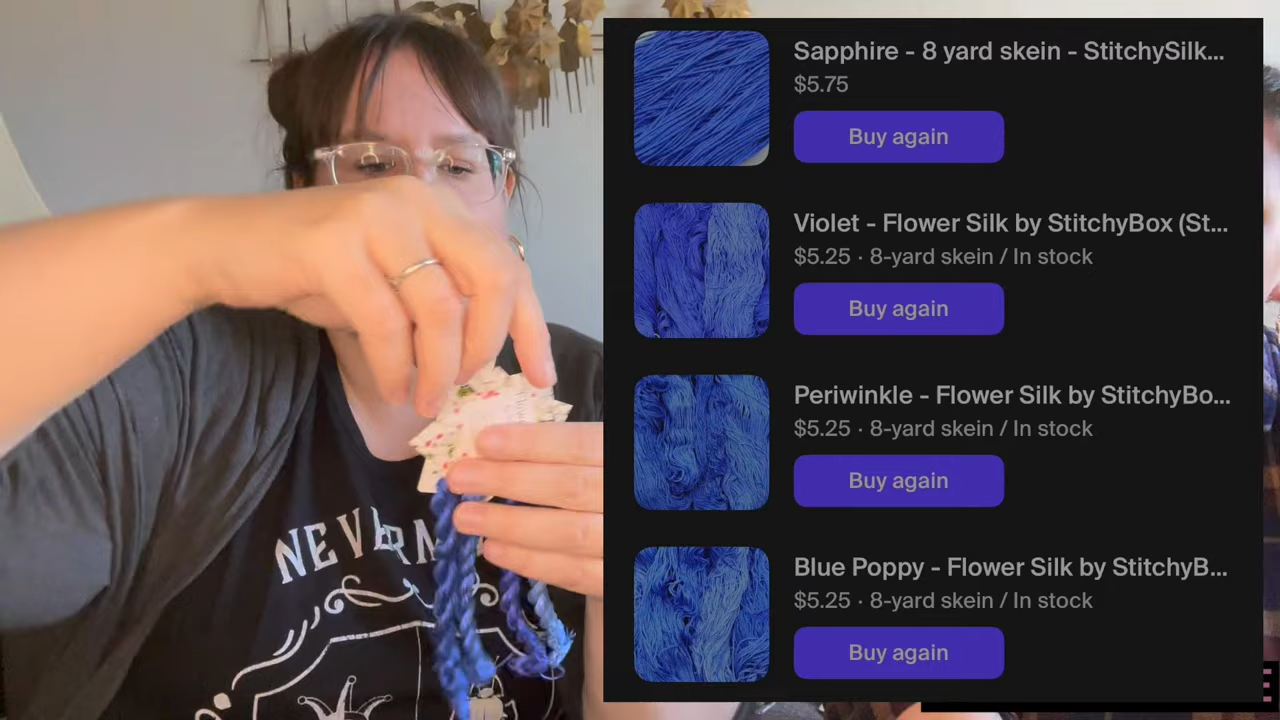 Sapphire - 8 yard skein - StitchySilk...
$5.75
Buy again
Violet - Flower Silk by StitchyBox (St...
$5.25 · 8-yard skein / In stock
Buy again
Periwinkle - Flower Silk by StitchyBo...
$5.25 · 8-yard skein / In stock
Buy again
Blue Poppy - Flower Silk by StitchyB...
$5.25 · 8-yard skein / In stock
Buy again